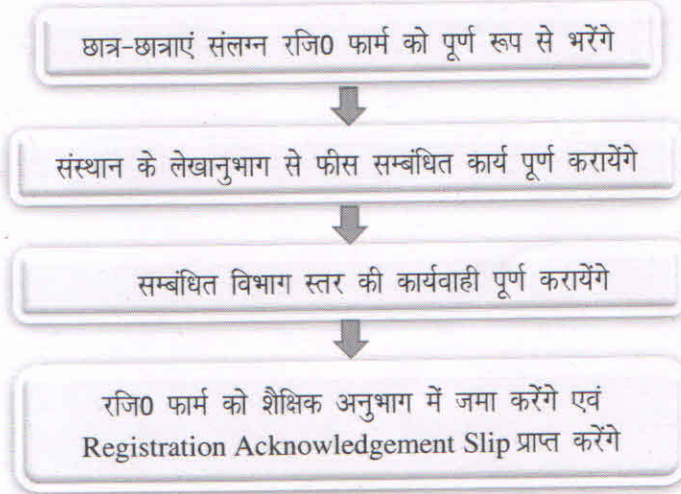 छात्र-छात्राएं संलग्न रजि0 फार्म को पूर्ण रूप से भरेंगे
संस्थान के लेखानुभाग से फीस सम्बंधित कार्य पूर्ण करायेंगे
सम्बंधित विभाग स्तर की कार्यवाही पूर्ण करायेंगे
रजि0 फार्म को शैक्षिक अनुभाग में जमा करेंगे एवं
Registration Acknowledgement Slip प्राप्त करेंगे